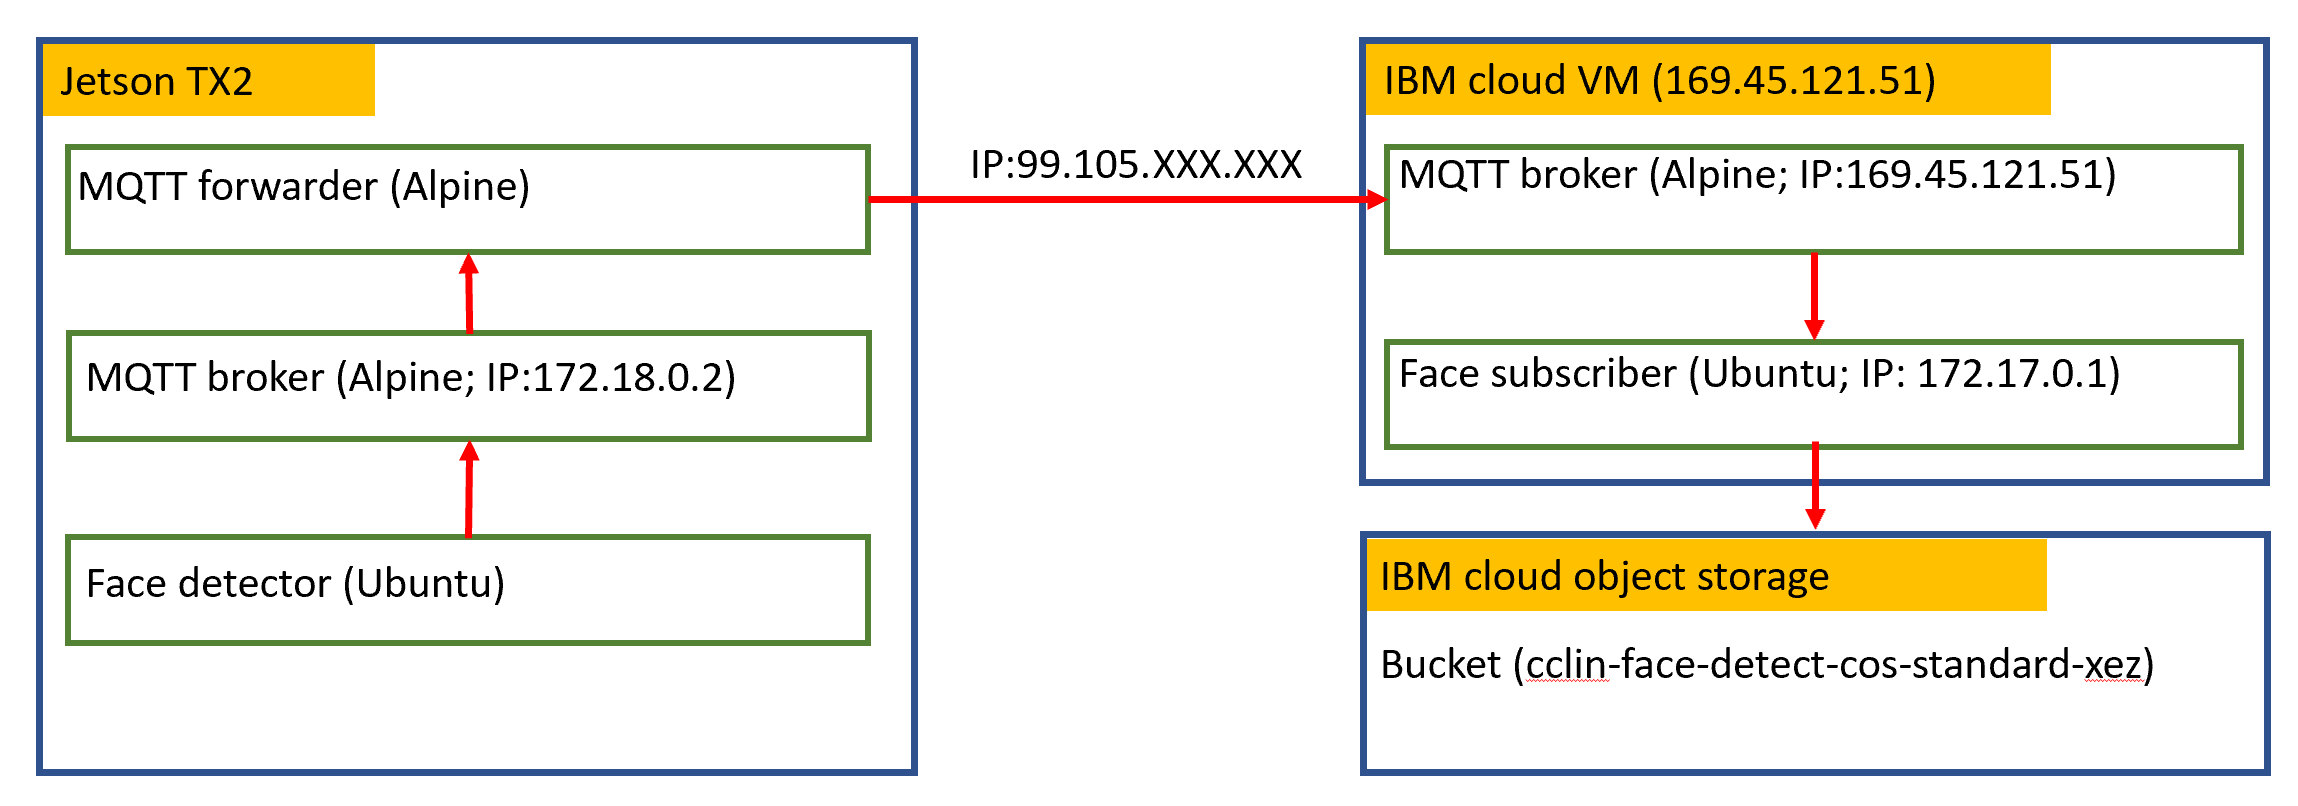 Jetson TX2
MQTT forwarder (Alpine)
MQTT broker (Alpine; IP:172.18.0.2)
Face detector (Ubuntu)
IP:99.105.XXX.XXX
IBM cloud VM (169.45.121.51)
MQTT broker (Alpine; IP:169.45.121.51)
Face subscriber (Ubuntu; IP: 172.17.0.1)
IBM cloud object storage
Bucket (cclin-face-detect-cos-standard-xez)